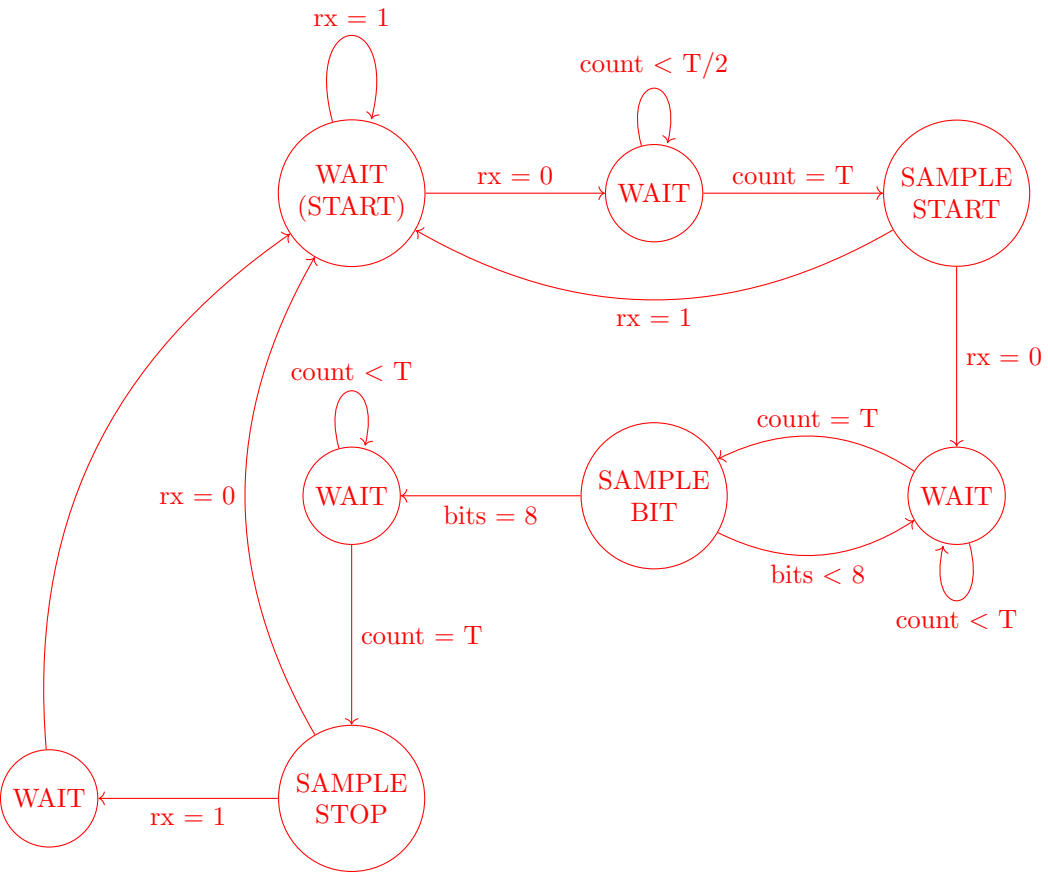 rx = 1
count < T/2
WAIT
(START)
rx = 0
WAIT
count = T
SAMPLE
START
rx = 1
rx = 0
count < T
count = T
WAIT
bits = 8
SAMPLE
BIT
WAIT
rx = 0
bits < 8
count < T
count = T
WAIT
rx = 1
SAMPLE
STOP